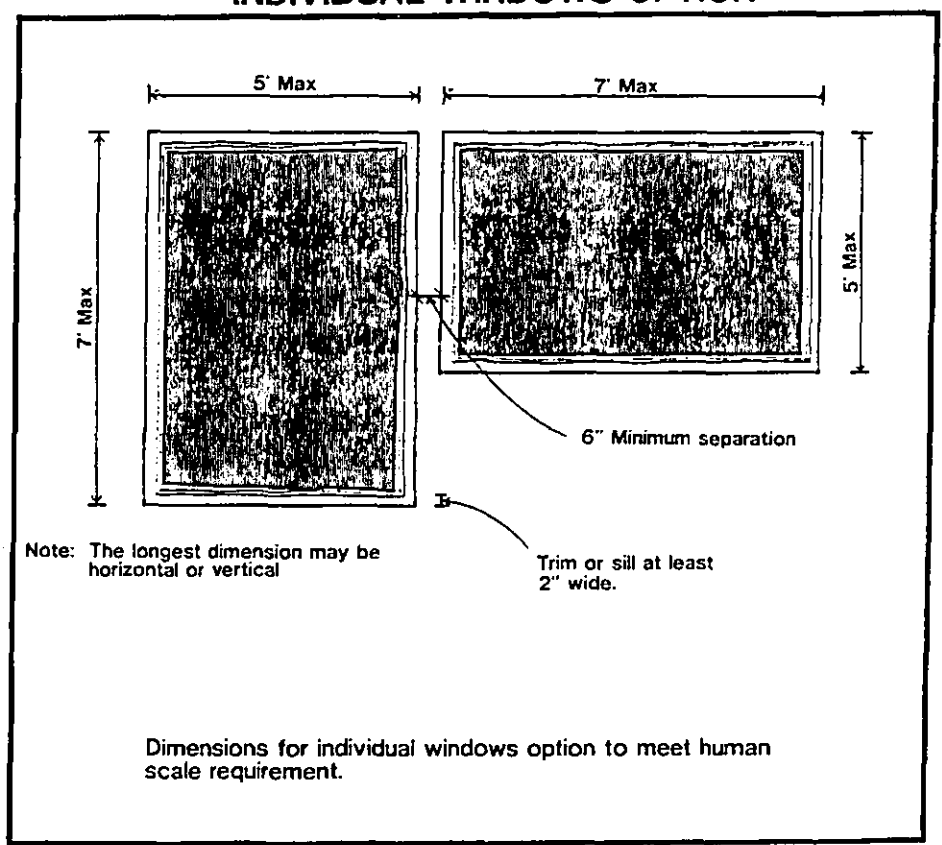 5' Max
7' Max
7' Max
5' Max
6" Minimum separation
Note: The longest dimension may be
horizontal or vertical
Trim or sill at least
2" wide.
Dimensions for individual windows option to meet human
scale requirement.